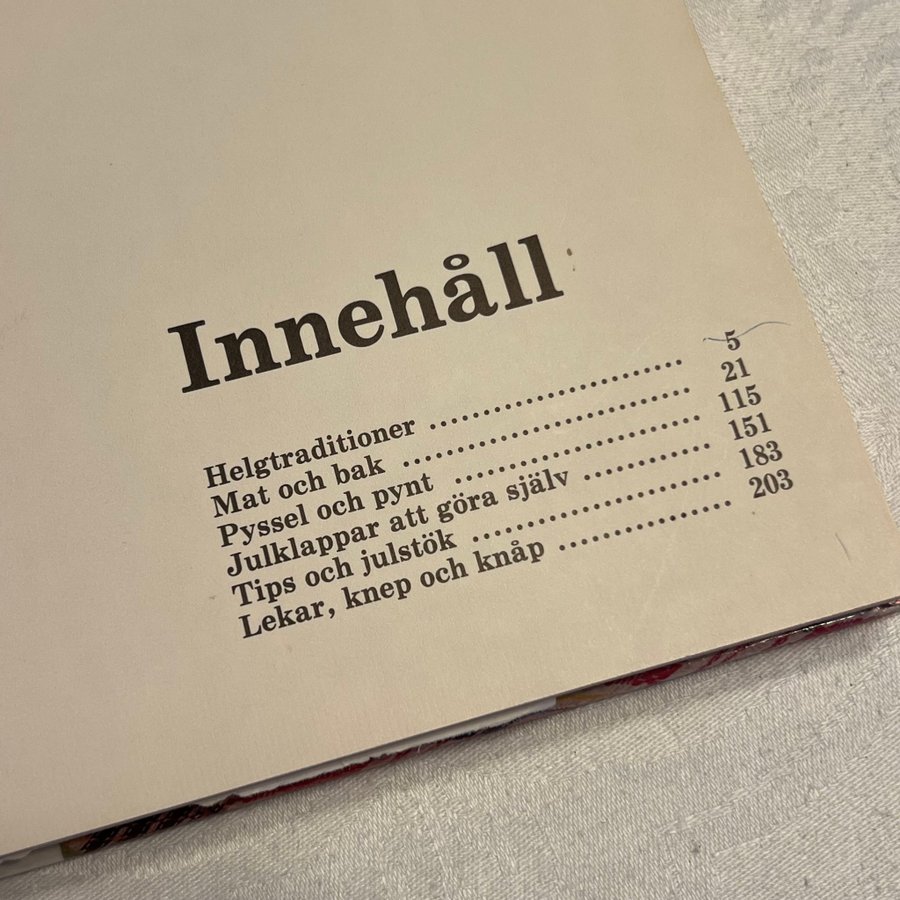 Innehåll
Helgtraditioner ........................ 5
Mat och bak ........................... 21
Pyssel och pynt ....................... 115
Julklappar att göra själv ............ 151
Tips och julstök ...................... 183
Lekar, knep och knåp ................ 203